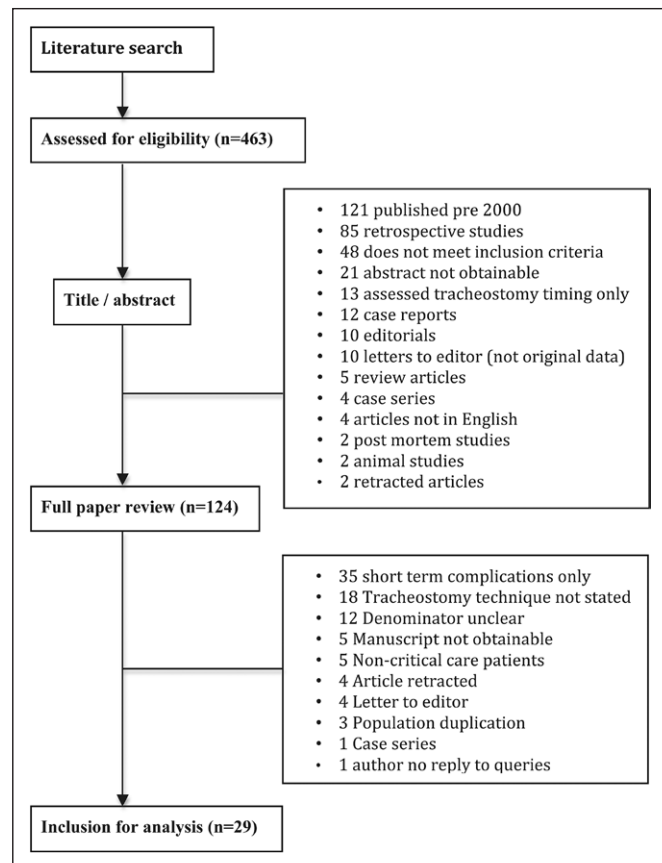 Literature search
Assessed for eligibility (n=463)
• 121 published pre 2000
• 85 retrospective studies
• 48 does not meet inclusion criteria
• 21 abstract not obtainable
• 13 assessed tracheostomy timing only
• 12 case reports
• 10 editorials
• 10 letters to editor (not original data)
• 5 review articles
• 4 case series
• 4 articles not in English
• 2 post mortem studies
• 2 animal studies
• 2 retracted articles
Title / abstract
Full paper review (n=124)
• 35 short term complications only
• 18 Tracheostomy technique not stated
• 12 Denominator unclear
• 5 Manuscript not obtainable
• 5 Non-critical care patients
• 4 Article retracted
• 4 Letter to editor
• 3 Population duplication
• 1 Case series
• 1 author no reply to queries
Inclusion for analysis (n=29)